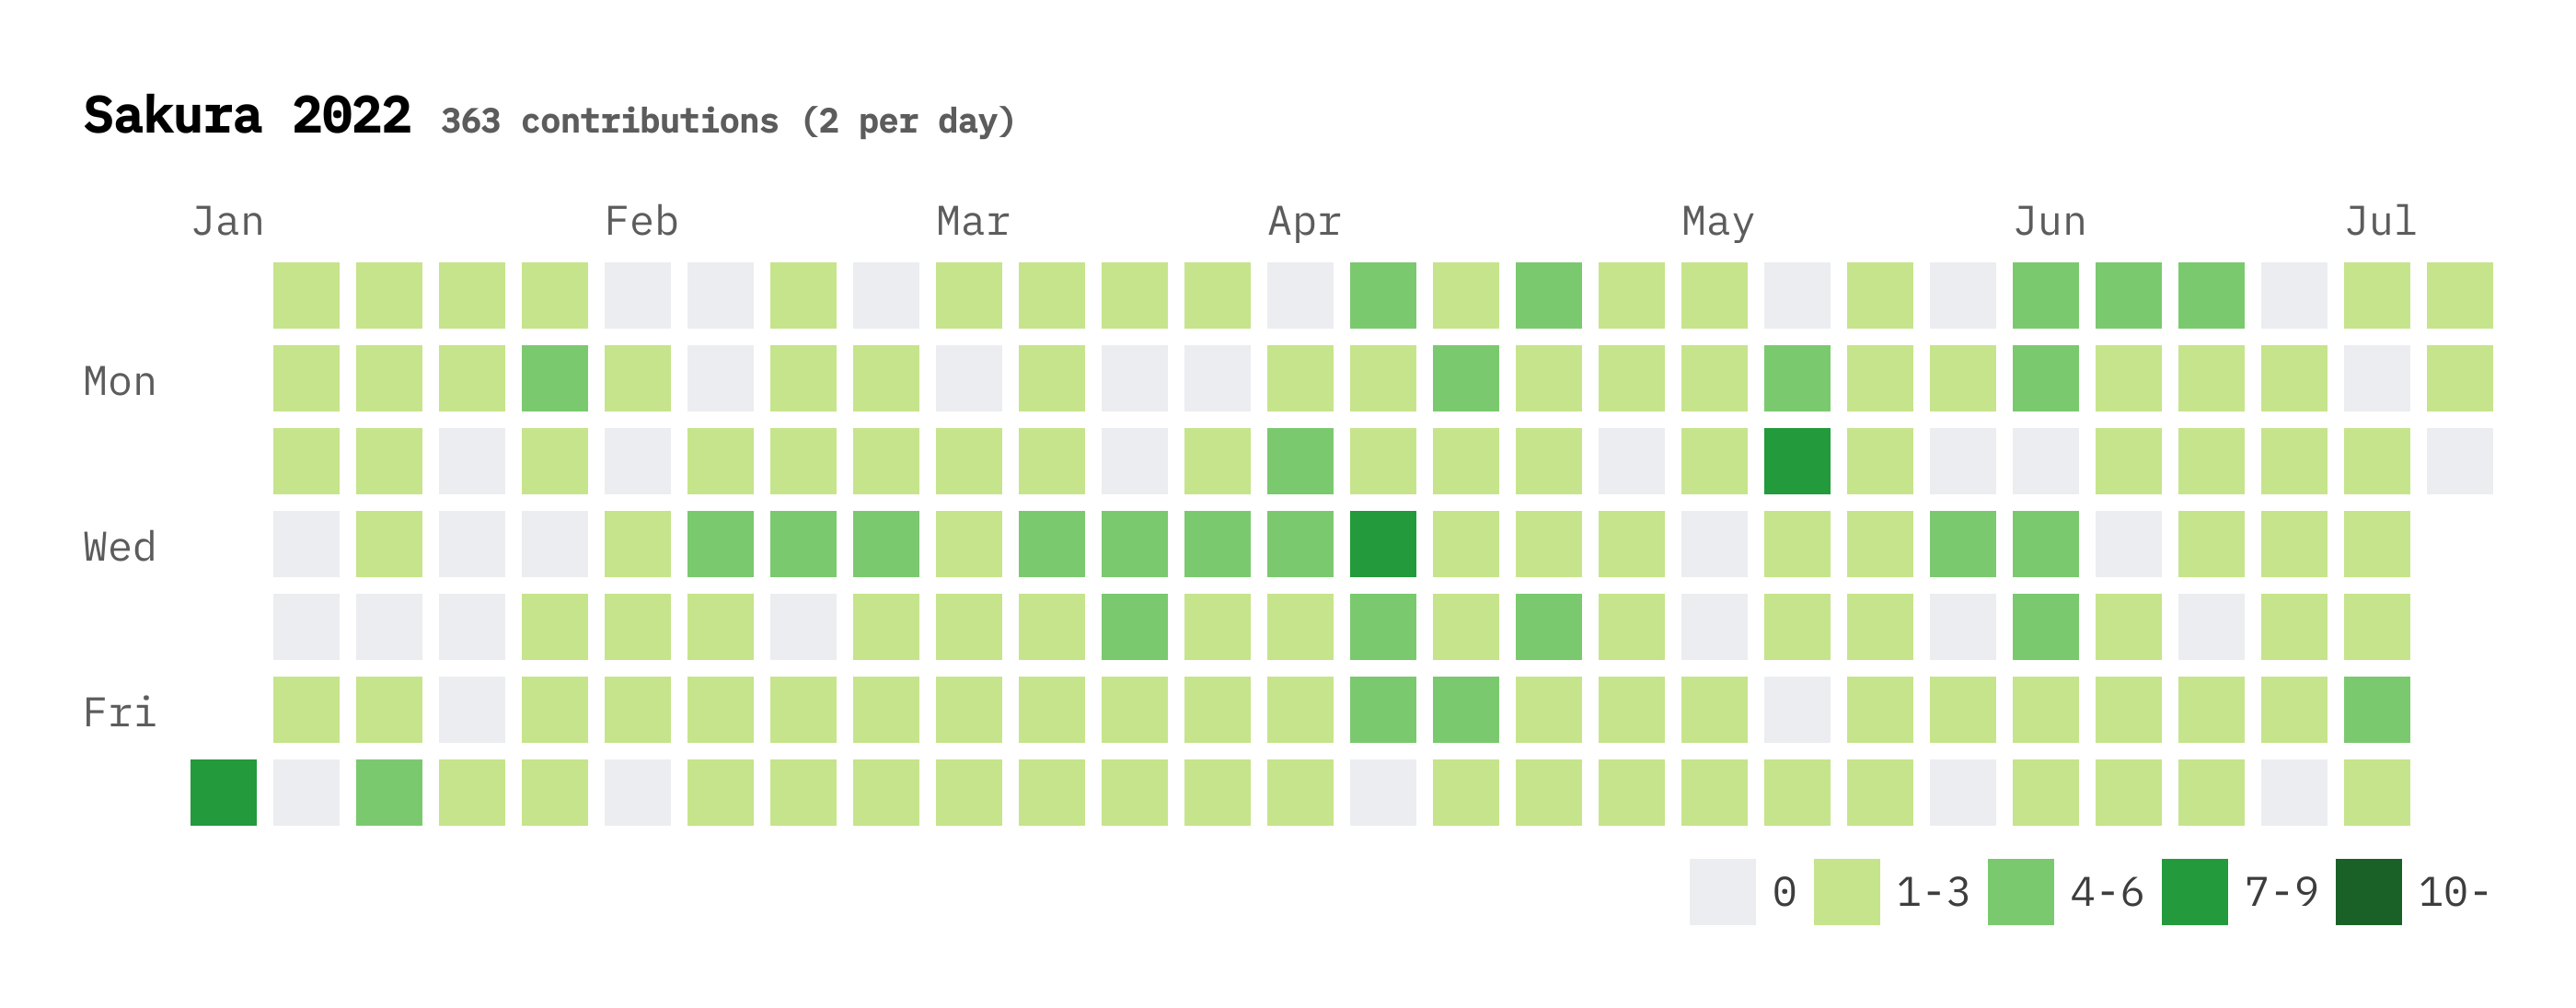 Sakura 2022 363 contributions (2 per day)
Jan Feb Mar Apr May Jun Jul
Mon
Wed
Fri
0 1-3 4-6 7-9 10-